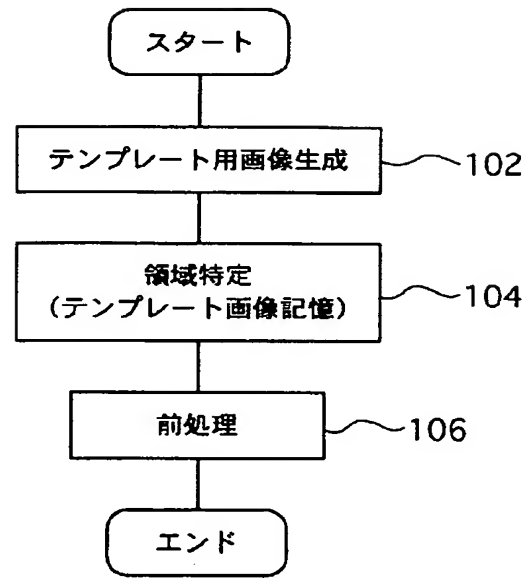 スタート
テンプレート用画像生成
102
領域特定
(テンプレート画像記憶)
104
前処理
106
エンド